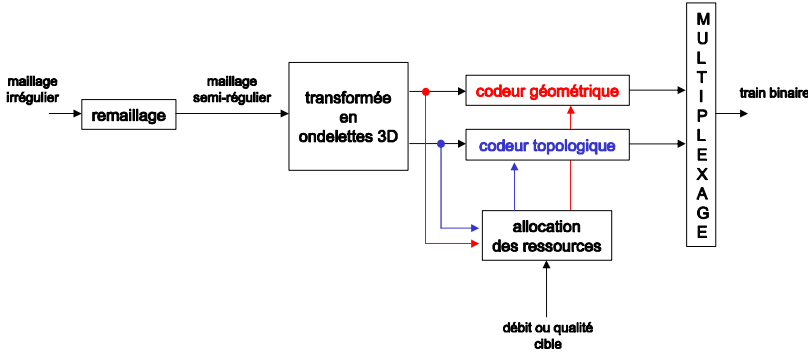 maillage
irrégulier
remaillage
maillage
semi-régulier
transformée
en
ondelettes 3D
codeur géométrique
codeur topologique
allocation
des ressources
débit ou qualité
cible
MULTIPLEXAGE
train binaire